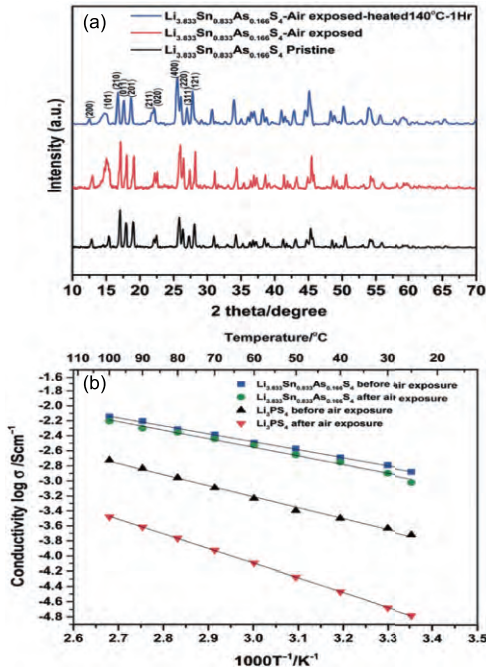 (a)
Li3.833Sn0.833As0.166S4-Air exposed-heated140°C-1Hr
Li3.833Sn0.833As0.166S4-Air exposed
Li3.833Sn0.833As0.166S4 Pristine
(200) (101) (210) (011) (201) (211) (020) (400) (220) (311) (121)
Intensity (a.u.)
10 15 20 25 30 35 40 45 50 55 60 65 70
2 theta/degree
Temperature/°C
110 100 90 80 70 60 50 40 30 20
(b)
Li3.833Sn0.833As0.166S4 before air exposure
Li3.833Sn0.833As0.166S4 after air exposure
Li3PS4 before air exposure
Li3PS4 after air exposure
Conductivity log σ /Scm⁻¹
-1.6
-1.8
-2.0
-2.2
-2.4
-2.6
-2.8
-3.0
-3.2
-3.4
-3.6
-3.8
-4.0
-4.2
-4.4
-4.6
-4.8
2.6 2.7 2.8 2.9 3.0 3.1 3.2 3.3 3.4 3.5
1000T⁻¹/K⁻¹